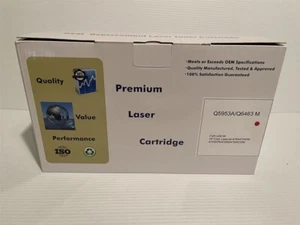 -Meets or Exceeds OEM Specifications
-Quality Manufactured, Tested & Approved
-100% Satisfaction Guaranteed
Quality
Premium
Value
Laser
Performance
Cartridge
ISO
Q5953A/Q6463 M